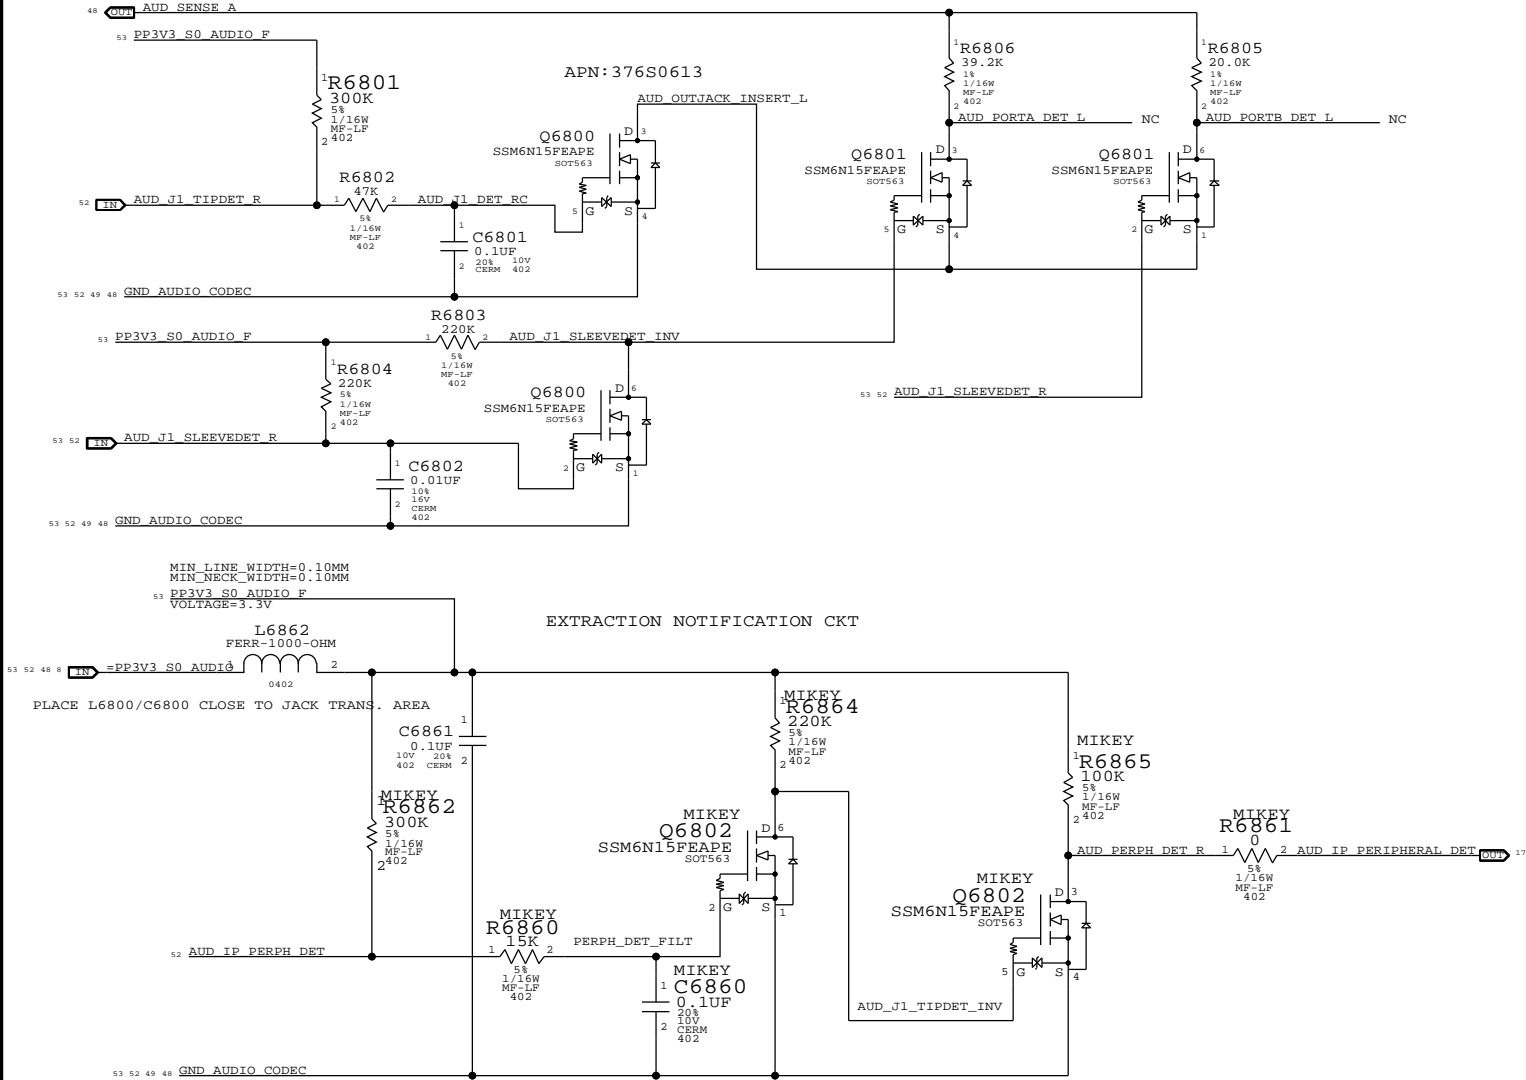 48 OUT AUD_SENSE_A
53 PP3V3_S0_AUDIO_F
1
R6801
300K
5%
1/16W
MF-LF
402
2
APN:376S0613
AUD_OUTJACK_INSERT_L
Q6800
SSM6N15FEAPE
SOT563
D 3
5 G S 4
1
R6806
39.2K
1%
1/16W
MF-LF
402
2
AUD_PORTA_DET_L NC
1
R6805
20.0K
1%
1/16W
MF-LF
402
2
AUD_PORTB_DET_L NC
Q6801
SSM6N15FEAPE
SOT563
D 3
5 G S 4
Q6801
SSM6N15FEAPE
SOT563
D 6
2 G S 1
52 IN AUD_J1_TIPDET_R
R6802
47K
1 2
5%
1/16W
MF-LF
402
AUD_J1_DET_RC
1
C6801
0.1UF
20% 10V
CERM 402
2
53 52 49 48 GND_AUDIO_CODEC
53 PP3V3_S0_AUDIO_F
R6803
220K
1 2
5%
1/16W
MF-LF
402
AUD_J1_SLEEVEDET_INV
1
R6804
220K
5%
1/16W
MF-LF
402
2
Q6800
SSM6N15FEAPE
SOT563
D 6
2 G S 1
53 52 AUD_J1_SLEEVEDET_R
53 52 IN AUD_J1_SLEEVEDET_R
1
C6802
0.01UF
10%
16V
CERM
402
2
53 52 49 48 GND_AUDIO_CODEC
MIN_LINE_WIDTH=0.10MM
MIN_NECK_WIDTH=0.10MM
53 PP3V3_S0_AUDIO_F
VOLTAGE=3.3V
EXTRACTION NOTIFICATION CKT
L6862
FERR-1000-OHM
53 52 48 8 IN =PP3V3_S0_AUDIO
1 2
0402
PLACE L6800/C6800 CLOSE TO JACK TRANS. AREA
1
C6861
0.1UF
10V 20%
402 CERM
2
MIKEY
1
R6862
300K
5%
1/16W
MF-LF
402
2
MIKEY
1
R6864
220K
5%
1/16W
MF-LF
402
2
MIKEY
1
R6865
100K
5%
1/16W
MF-LF
402
2
MIKEY
Q6802
SSM6N15FEAPE
SOT563
D 6
2 G S 1
MIKEY
R6861
0
1 2
5%
1/16W
MF-LF
402
AUD_PERPH_DET_R
AUD_IP_PERIPHERAL_DET OUT 17
MIKEY
Q6802
SSM6N15FEAPE
SOT563
D 3
5 G S 4
52 AUD_IP_PERPH_DET
MIKEY
R6860
15K
1 2
5%
1/16W
MF-LF
402
PERPH_DET_FILT
MIKEY
1
C6860
0.1UF
20%
10V
CERM
402
2
AUD_J1_TIPDET_INV
53 52 49 48 GND_AUDIO_CODEC